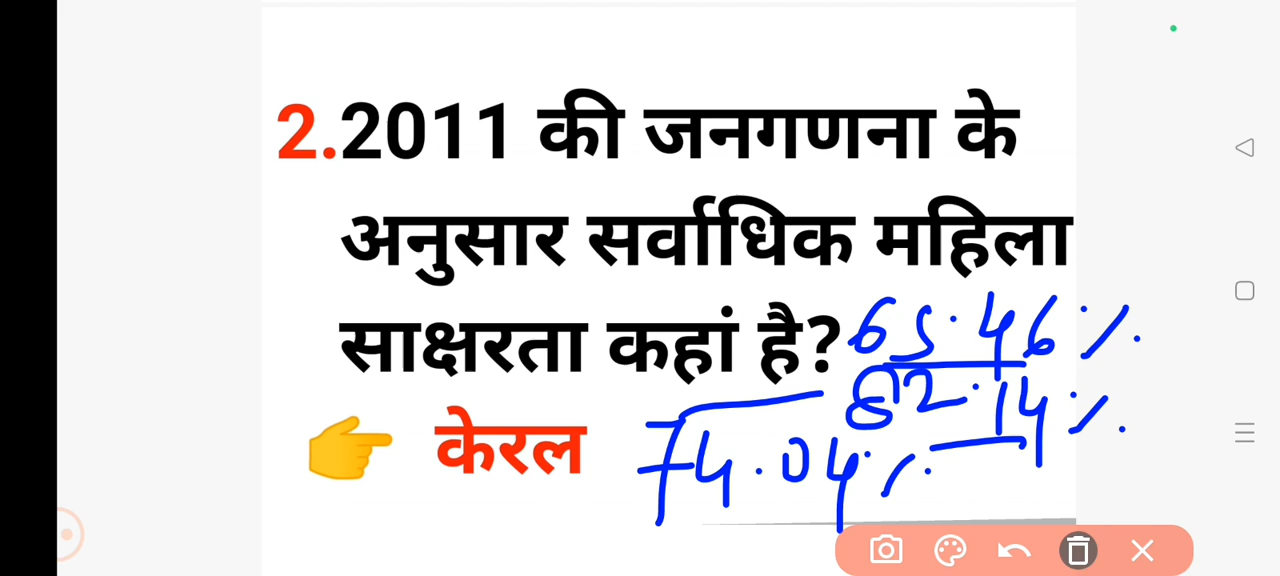 2.2011 की जनगणना के
अनुसार सर्वाधिक महिला
साक्षरता कहां है? 65.46%
82.14%
👉 केरल 74.04%